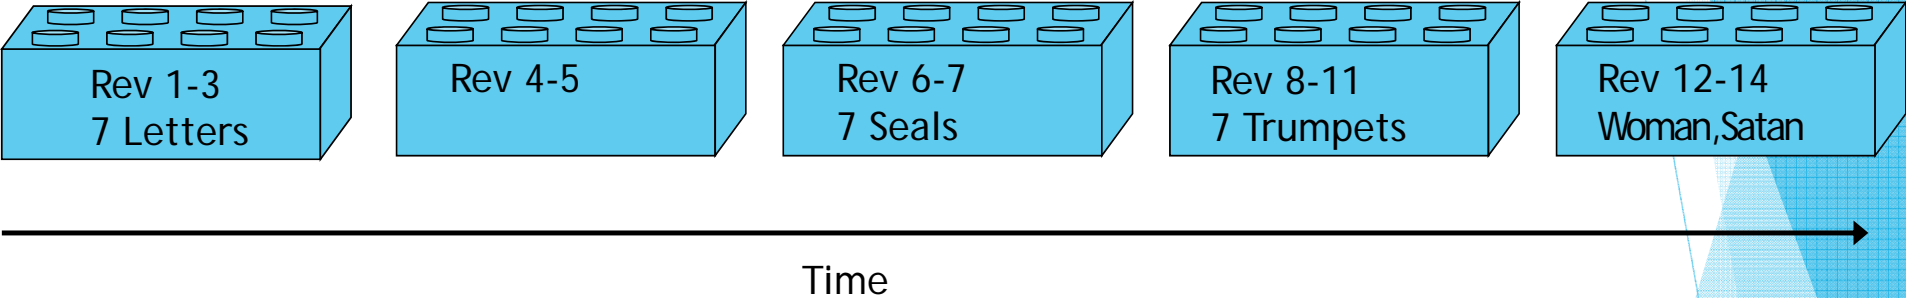 Rev 1-3
7 Letters
Rev 4-5
Rev 6-7
7 Seals
Rev 8-11
7 Trumpets
Rev 12-14
Woman,Satan
Time